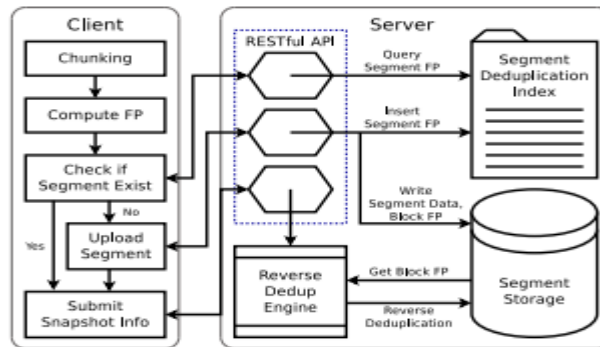 Client
Server
Chunking
Compute FP
Check if
Segment Exist
No
Yes
Upload
Segment
Submit
Snapshot Info
RESTful API
Query
Segment FP
Insert
Segment FP
Write
Segment Data,
Block FP
Get Block FP
Reverse
Deduplication
Reverse
Dedup
Engine
Segment
Deduplication
Index
Segment
Storage